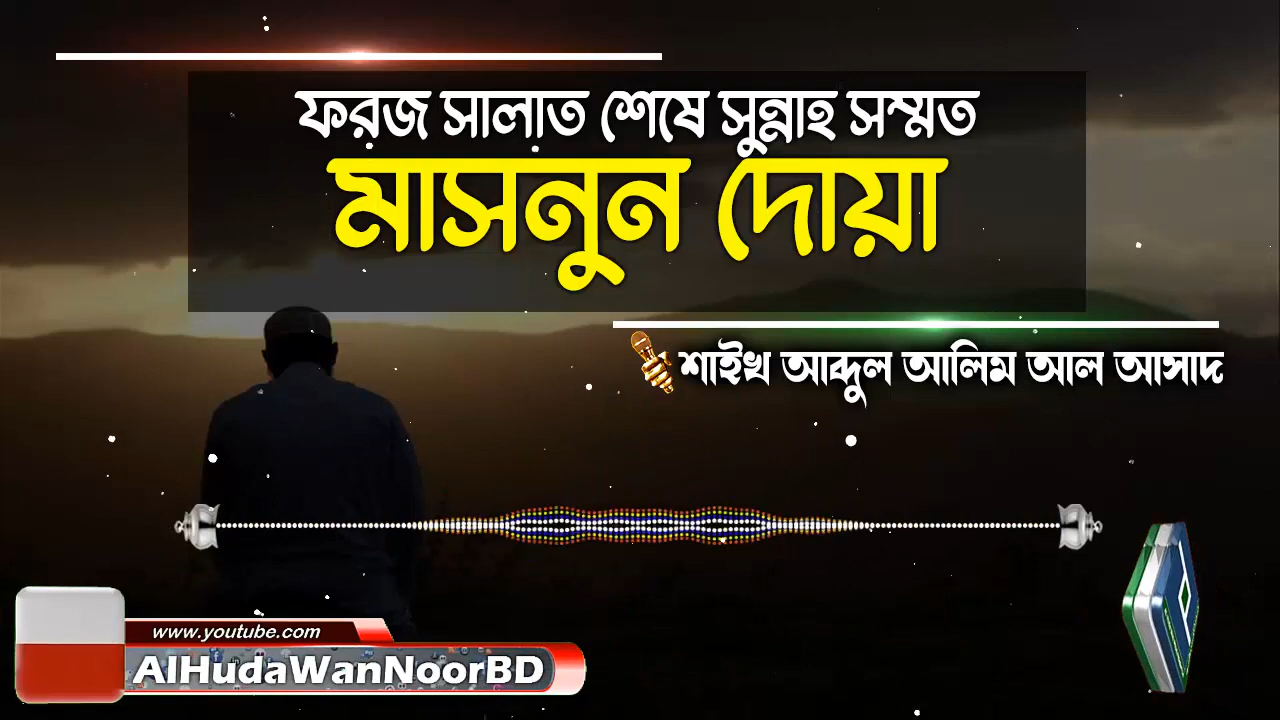 ফরজ সালাত শেষে সুন্নাহ সম্মত
মাসনুন দোয়া
শাইখ আব্দুল আলিম আল আসাদ
www.youtube.com
AlHudaWanNoorBD